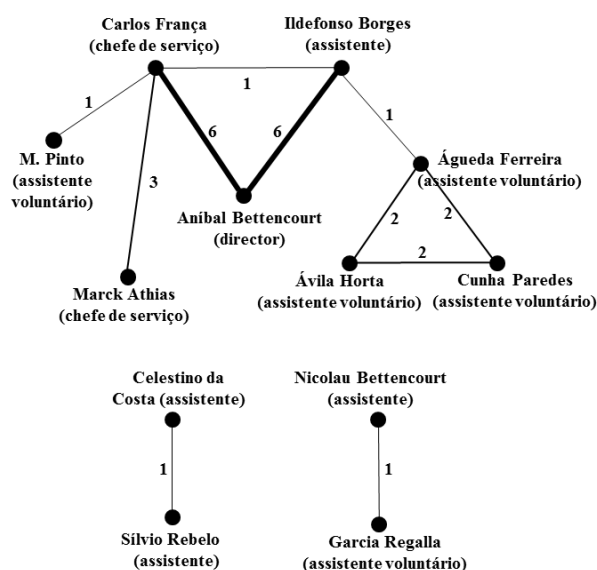 Carlos França
(chefe de serviço)
Ildefonso Borges
(assistente)
1
1
1
M. Pinto
(assistente
voluntário)
3
6
6
Águeda Ferreira
(assistente voluntário)
Aníbal Bettencourt
(director)
2
2
2
Marck Athias
(chefe de serviço)
Ávila Horta
(assistente voluntário)
Cunha Paredes
(assistente voluntário)
Celestino da
Costa (assistente)
Nicolau Bettencourt
(assistente)
1
1
Sílvio Rebelo
(assistente)
Garcia Regalla
(assistente voluntário)